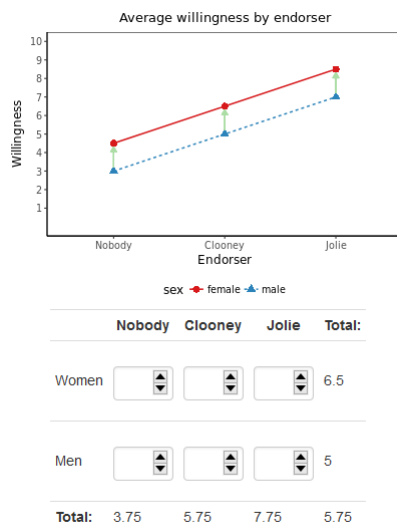 Average willingness by endorser
10
9
8
7
6
5
4
3
2
1
Willingness
Nobody Clooney Jolie
Endorser
sex female male
Nobody Clooney Jolie Total:
Women 6.5
Men 5
Total: 3.75 5.75 7.75 5.75